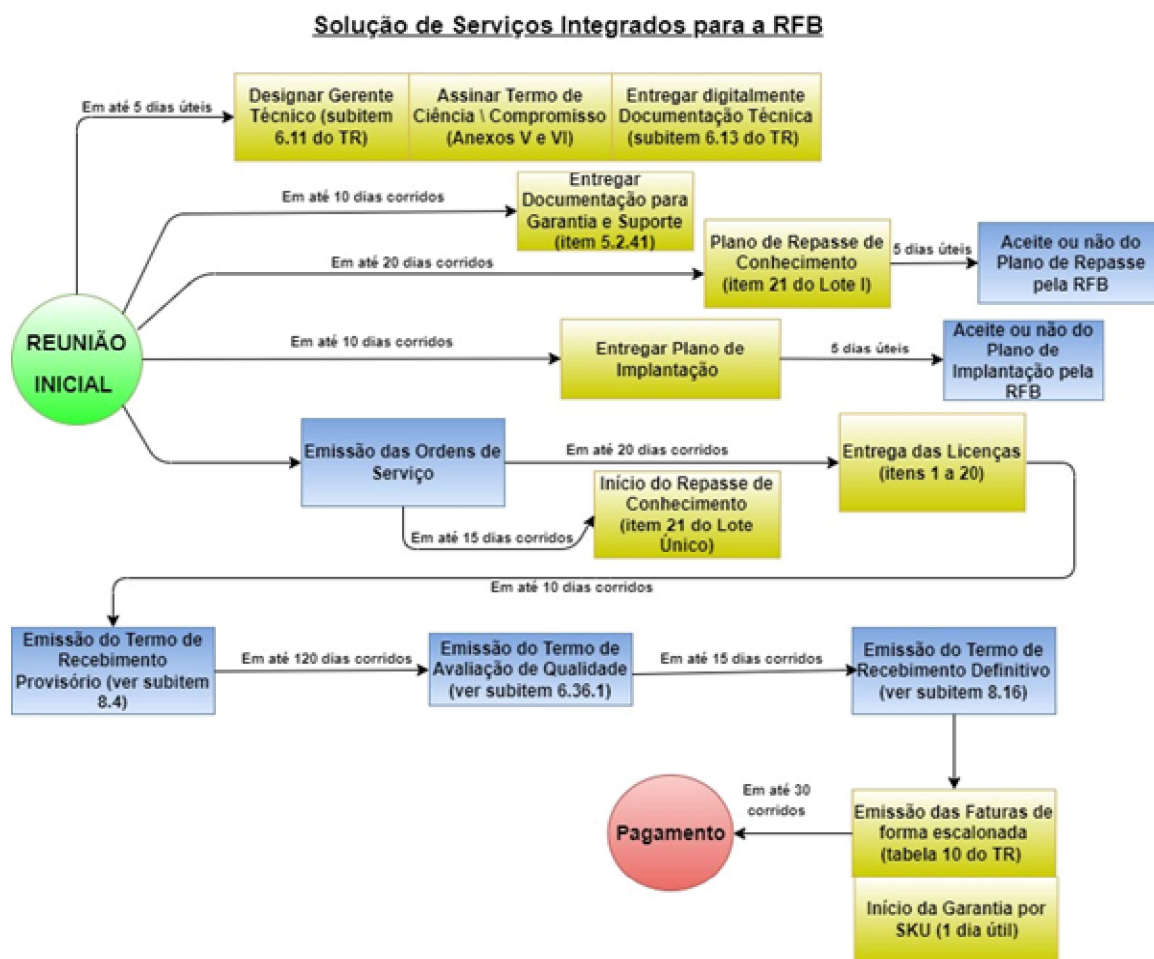 Solução de Serviços Integrados para a RFB
Em até 5 dias úteis
Designar Gerente
Técnico (subitem
6.11 do TR)
Assinar Termo de
Ciência \ Compromisso
(Anexos V e VI)
Entregar digitalmente
Documentação Técnica
(subitem 6.13 do TR)
Em até 10 dias corridos
Entregar
Documentação para
Garantia e Suporte
(item 5.2.41)
Em até 20 dias corridos
Plano de Repasse de
Conhecimento
(item 21 do Lote I)
5 dias úteis
Aceite ou não do
Plano de Repasse
pela RFB
REUNIÃO
INICIAL
Em até 10 dias corridos
Entregar Plano de
Implantação
5 dias úteis
Aceite ou não do
Plano de
Implantação pela
RFB
Emissão das Ordens de
Serviço
Em até 20 dias corridos
Entrega das Licenças
(itens 1 a 20)
Em até 15 dias corridos
Início do Repasse de
Conhecimento
(item 21 do Lote
Único)
Em até 10 dias corridos
Emissão do Termo de
Recebimento
Provisório (ver subitem
8.4)
Em até 120 dias corridos
Emissão do Termo de
Avaliação de Qualidade
(ver subitem 6.36.1)
Em até 15 dias corridos
Emissão do Termo de
Recebimento Definitivo
(ver subitem 8.16)
Emissão das Faturas de
forma escalonada
(tabela 10 do TR)
Em até 30
corridos
Pagamento
Início da Garantia por
SKU (1 dia útil)